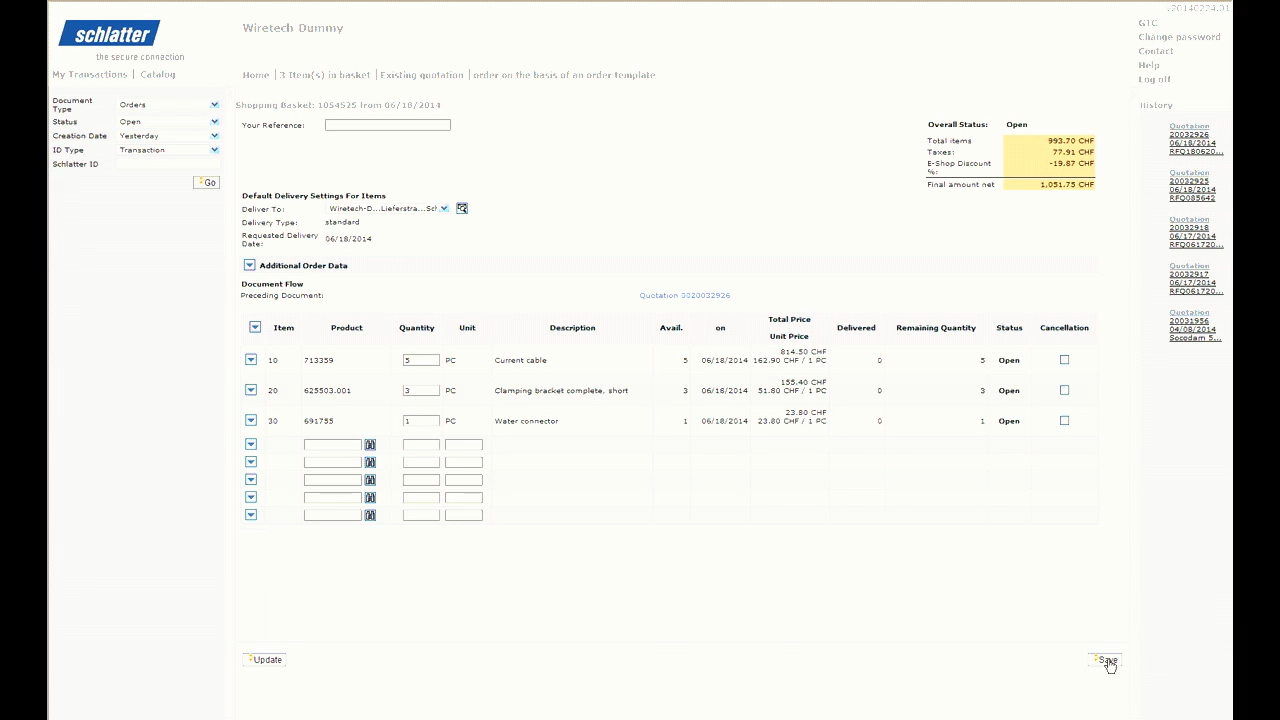 v20140224.01
schlatter
the secure connection
Wiretech Dummy
GTC
Change password
Contact
Help
Log off
My Transactions | Catalog
Home | 3 Item(s) in basket | Existing quotation | order on the basis of an order template
Document Type Orders
Status Open
Creation Date Yesterday
ID Type Transaction
Schlatter ID
Go
Shopping Basket: 1054525 from 06/18/2014
Your Reference:
Overall Status: Open
Total items 993.70 CHF
Taxes: 77.91 CHF
E-Shop Discount %: -19.87 CHF
Final amount net 1,051.75 CHF
Default Delivery Settings For Items
Deliver To: Wiretech-D...Lieferstra...Sch
Delivery Type: standard
Requested Delivery Date: 06/18/2014
Additional Order Data
Document Flow
Preceding Document: Quotation 0020032926
Item Product Quantity Unit Description Avail. on Total Price Unit Price Delivered Remaining Quantity Status Cancellation
814.50 CHF
10 713359 5 PC Current cable 5 06/18/2014 162.90 CHF / 1 PC 0 5 Open
155.40 CHF
20 625503.001 3 PC Clamping bracket complete, short 3 06/18/2014 51.80 CHF / 1 PC 0 3 Open
23.80 CHF
30 691755 1 PC Water connector 1 06/18/2014 23.80 CHF / 1 PC 0 1 Open
Update
Save
History
Quotation
20032926
06/18/2014
RFQ180620...
Quotation
20032925
06/18/2014
RFQ085642
Quotation
20032918
06/17/2014
RFQ061720...
Quotation
20032917
06/17/2014
RFQ061720...
Quotation
20031956
04/08/2014
Socodam S...